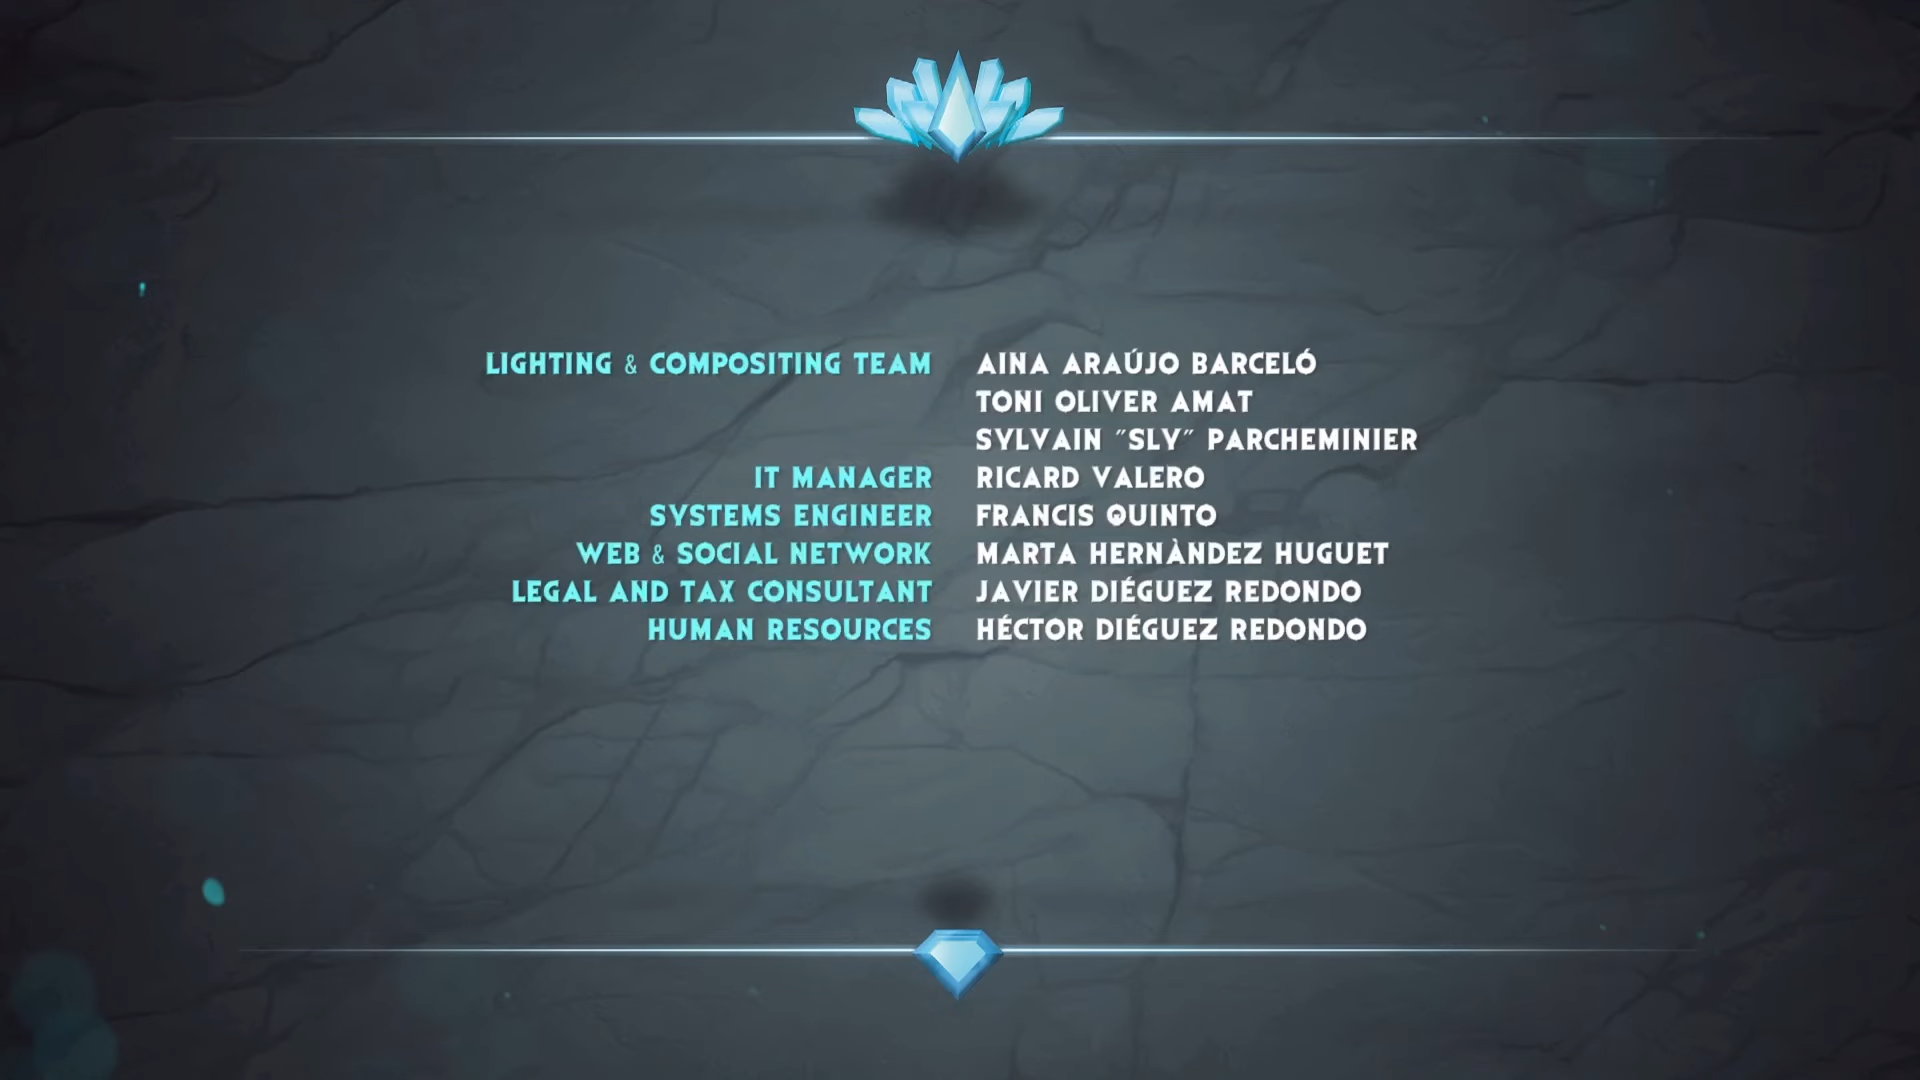 LIGHTING & COMPOSITING TEAM AINA ARAÚJO BARCELÓ
TONI OLIVER AMAT
SYLVAIN "SLY" PARCHEMINIER
IT MANAGER RICARD VALERO
SYSTEMS ENGINEER FRANCIS QUINTO
WEB & SOCIAL NETWORK MARTA HERNÀNDEZ HUGUET
LEGAL AND TAX CONSULTANT JAVIER DIÉGUEZ REDONDO
HUMAN RESOURCES HÉCTOR DIÉGUEZ REDONDO